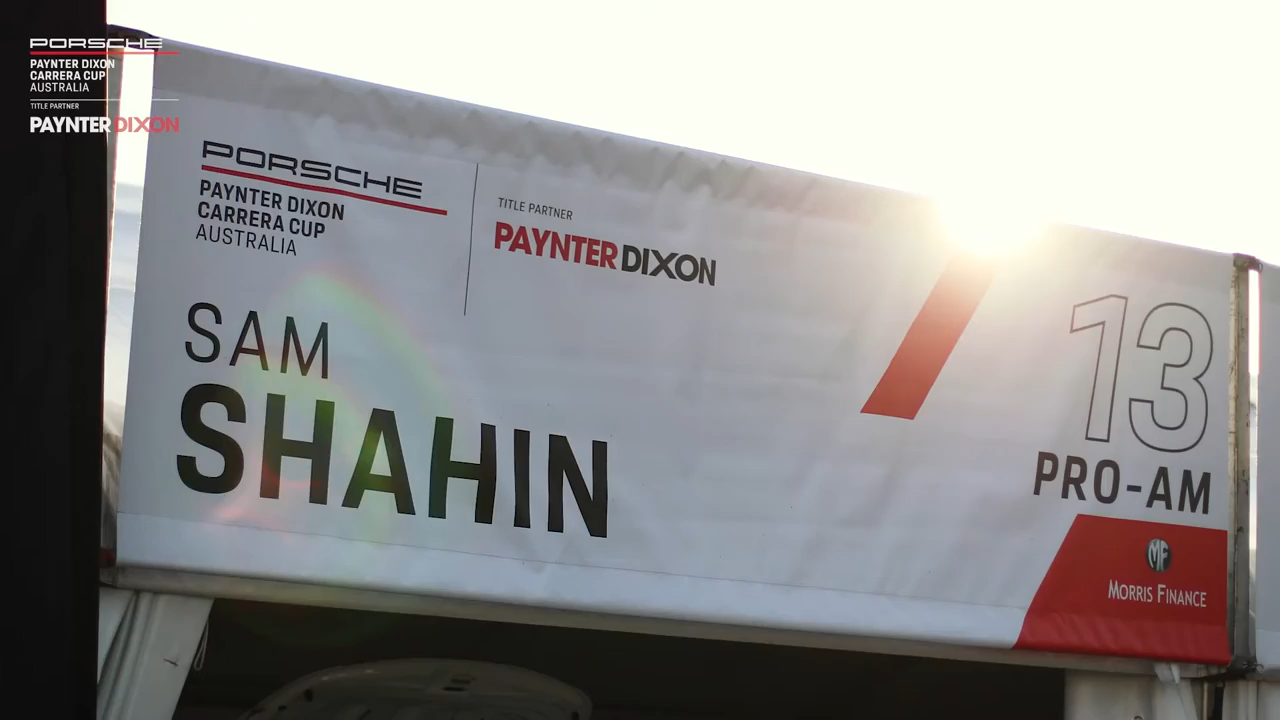 PORSCHE
PAYNTER DIXON
CARRERA CUP
AUSTRALIA
TITLE PARTNER
PAYNTER DIXON
PORSCHE
PAYNTER DIXON
CARRERA CUP
AUSTRALIA
TITLE PARTNER
PAYNTER DIXON
SAM
SHAHIN
13
PRO-AM
MF
MORRIS FINANCE